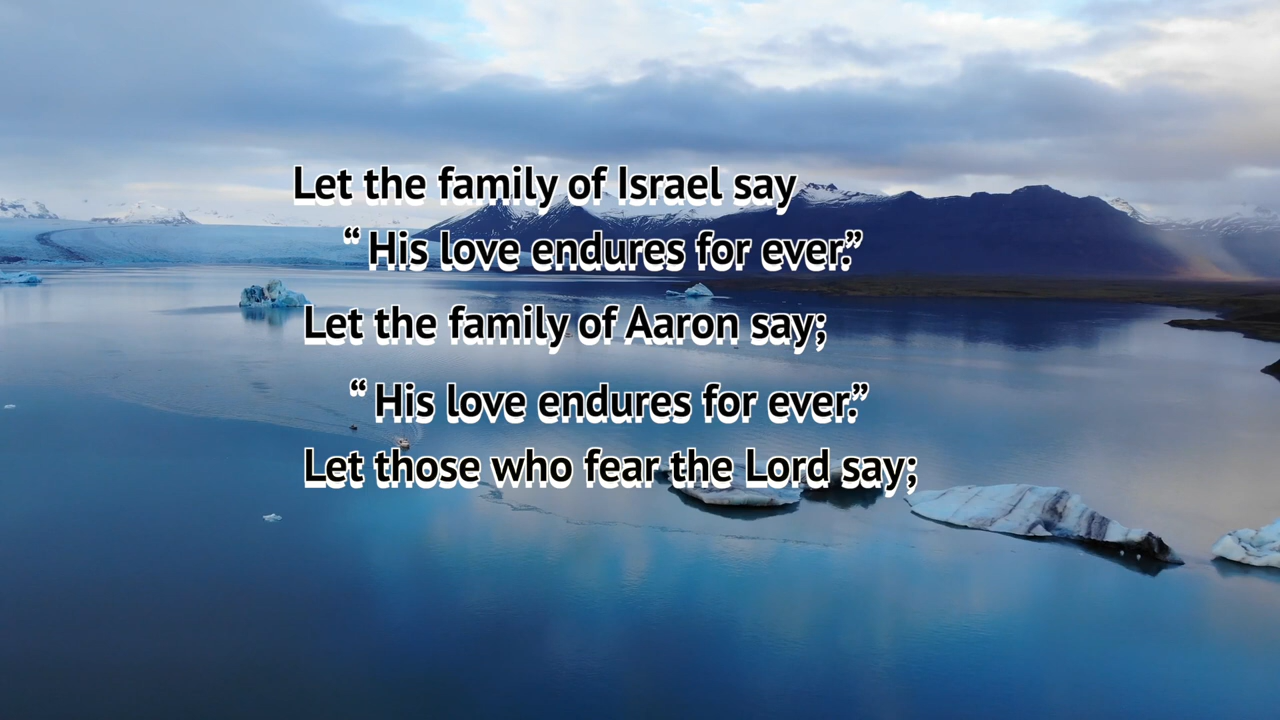 Let the family of Israel say
“ His love endures for ever.”
Let the family of Aaron say;
“ His love endures for ever.”
Let those who fear the Lord say;